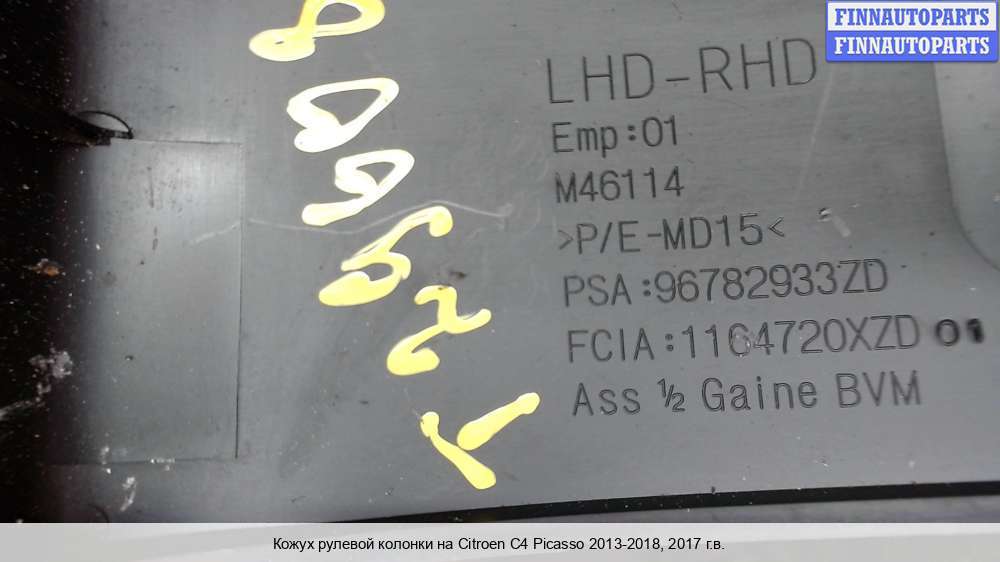 FINNAUTOPARTS
FINNAUTOPARTS
LHD-RHD
Emp:01
M46114
>P/E-MD15<
PSA:96782933ZD
FCIA:1164720XZD 01
Ass ½ Gaine BVM
Кожух рулевой колонки на Citroen C4 Picasso 2013-2018, 2017 г.в.